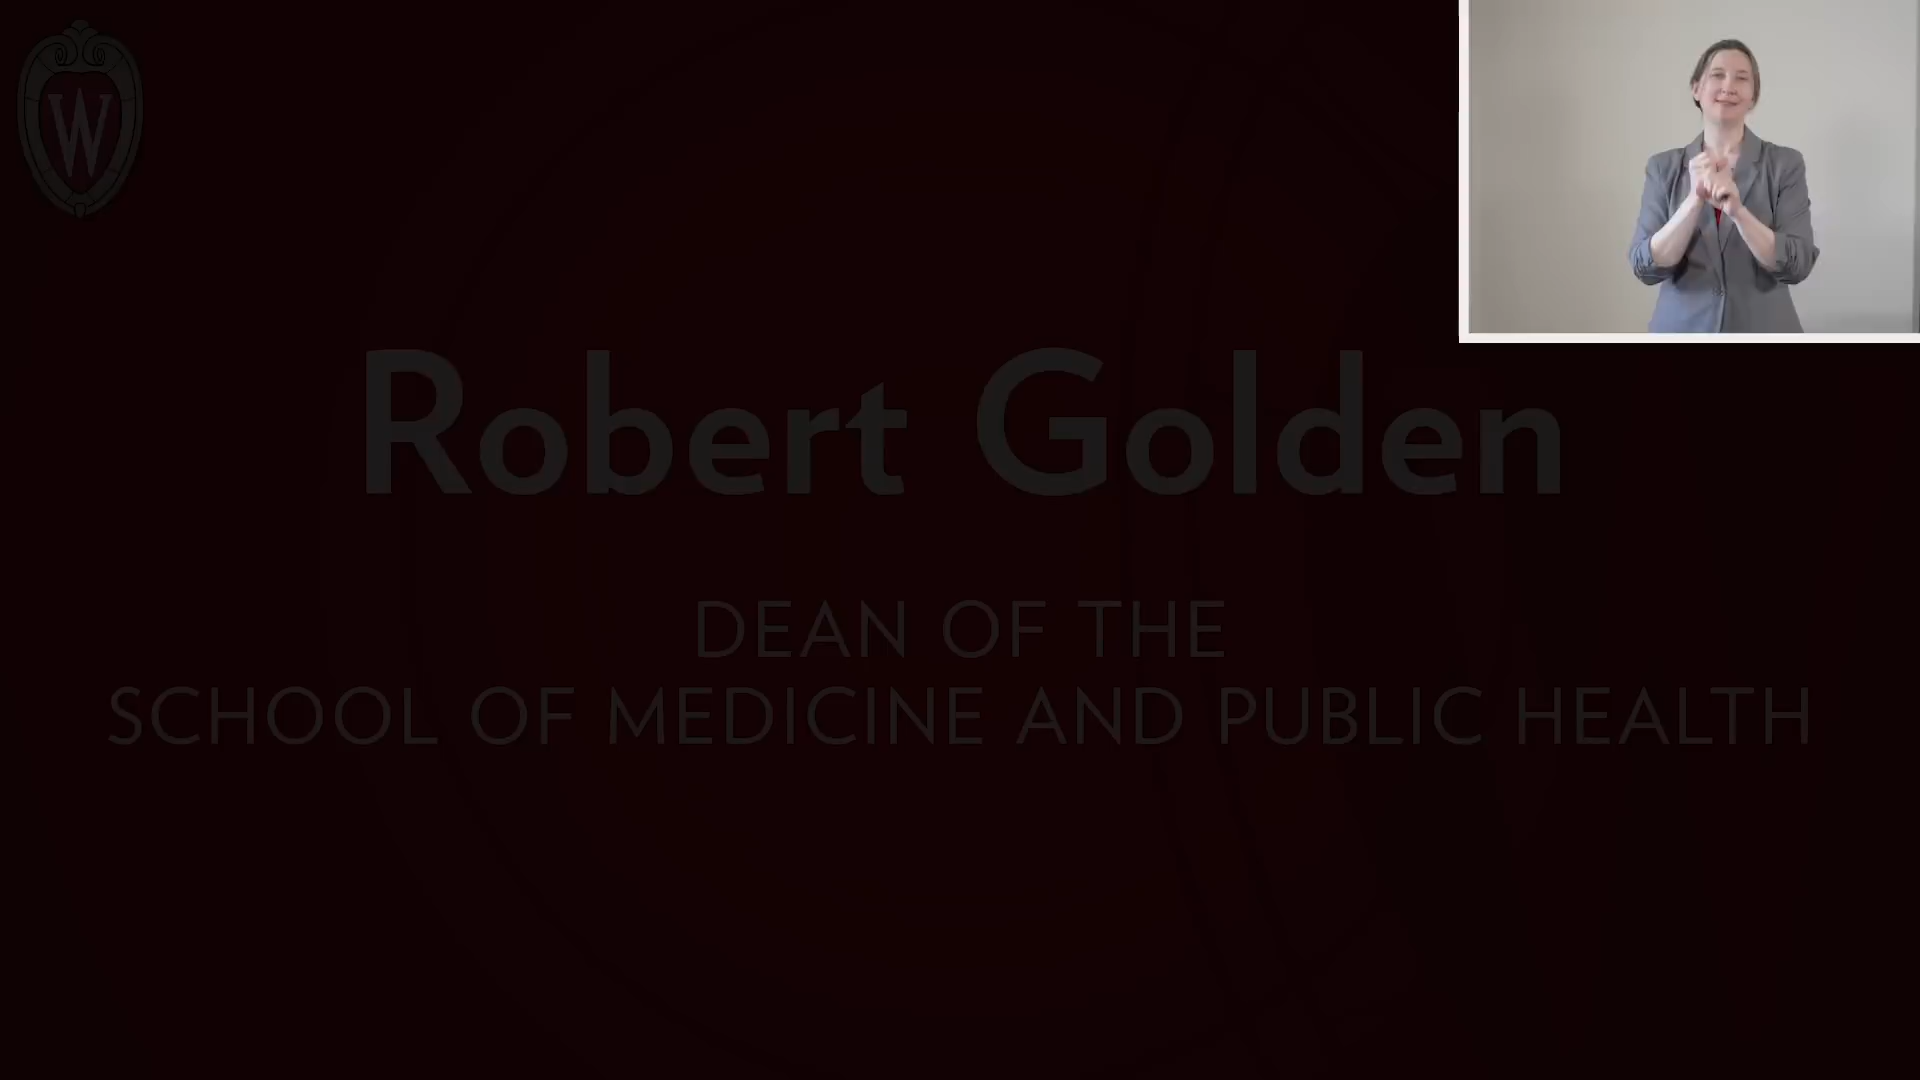 W
Robert Golden
DEAN OF THE
SCHOOL OF MEDICINE AND PUBLIC HEALTH